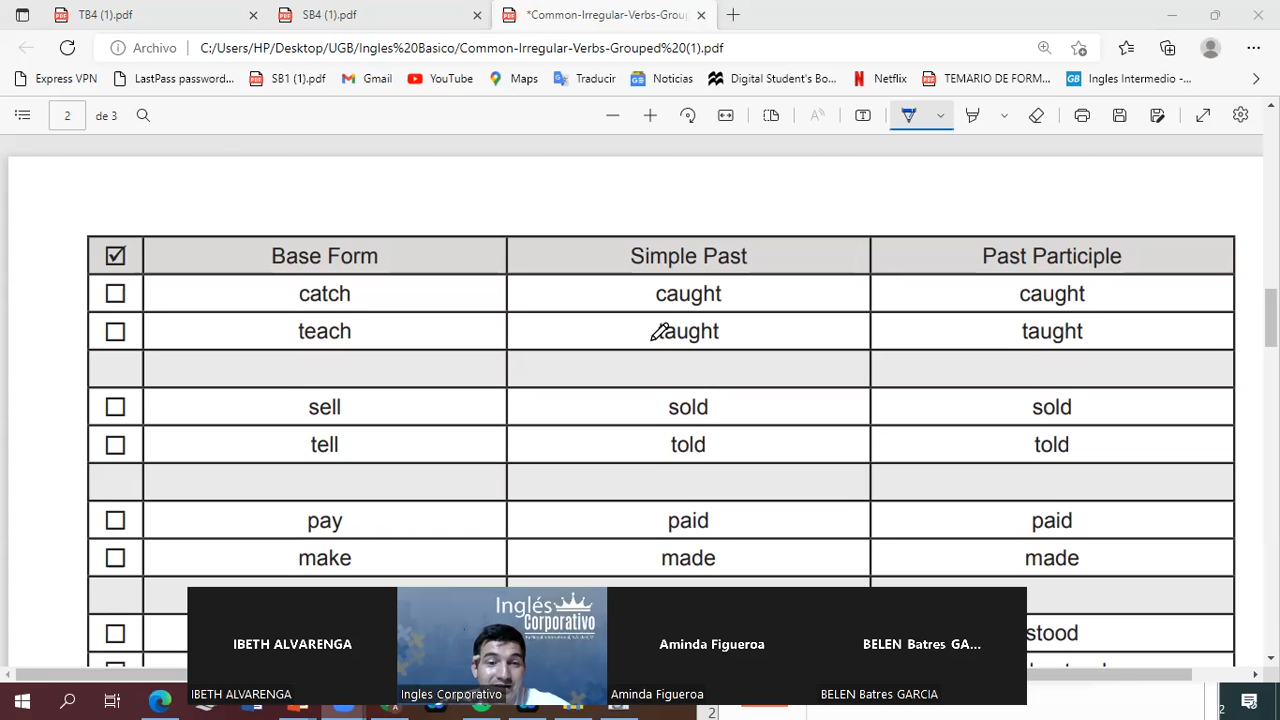 TB4 (1).pdf
SB4 (1).pdf
*Common-Irregular-Verbs-Grou
Archivo
C:/Users/HP/Desktop/UGB/Ingles%20Basico/Common-Irregular-Verbs-Grouped%20(1).pdf
Express VPN
LastPass password...
SB1 (1).pdf
Gmail
YouTube
Maps
Traducir
Noticias
Digital Student's Bo...
Netflix
TEMARIO DE FORM...
Ingles Intermedio -...
2 de 3
Base Form Simple Past Past Participle
catch caught caught
teach taught taught
sell sold sold
tell told told
pay paid paid
make made made
stood
IBETH ALVARENGA
Inglés
Corporativo
Aminda Figueroa
BELEN Batres GA...
IBETH ALVARENGA
Ingles Corporativo
Aminda Figueroa
BELEN Batres GARCIA
2
2